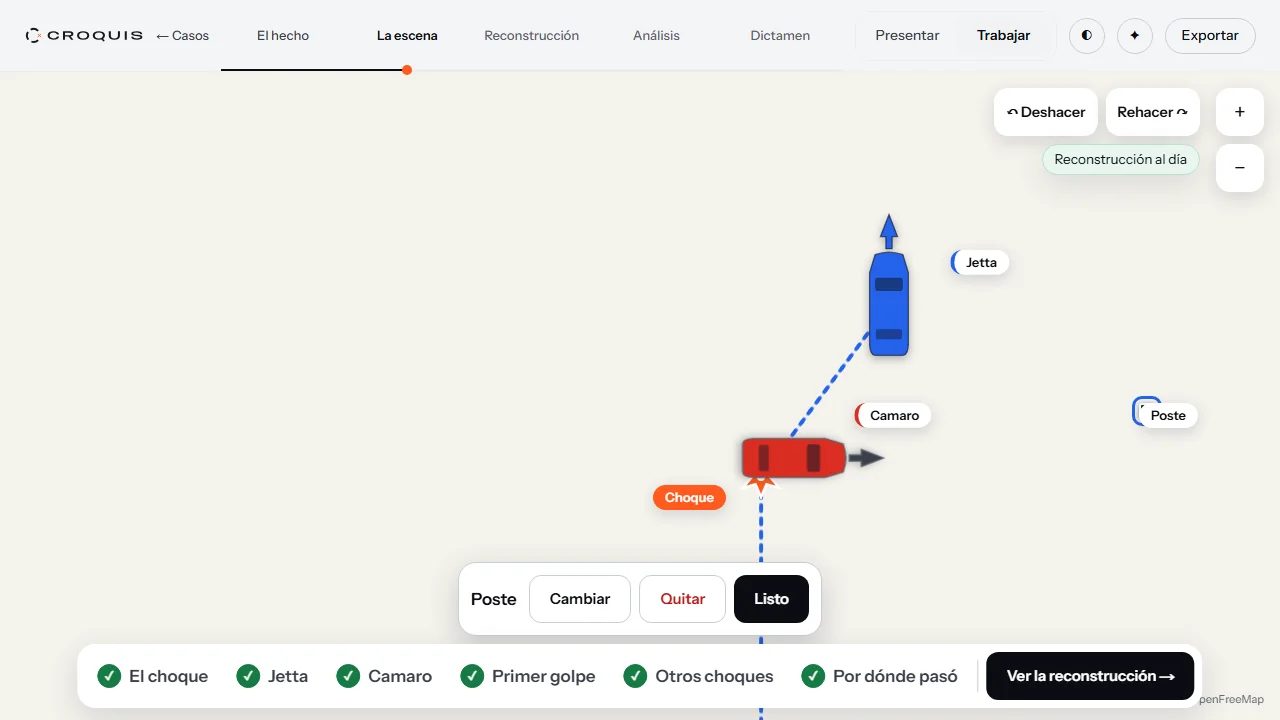 CROQUIS
← Casos
El hecho
La escena
Reconstrucción
Análisis
Dictamen
Presentar
Trabajar
Exportar
Deshacer
Rehacer
+
Reconstrucción al día
−
Jetta
Camaro
Poste
Choque
Poste
Cambiar
Quitar
Listo
El choque
Jetta
Camaro
Primer golpe
Otros choques
Por dónde pasó
Ver la reconstrucción →
penFreeMap